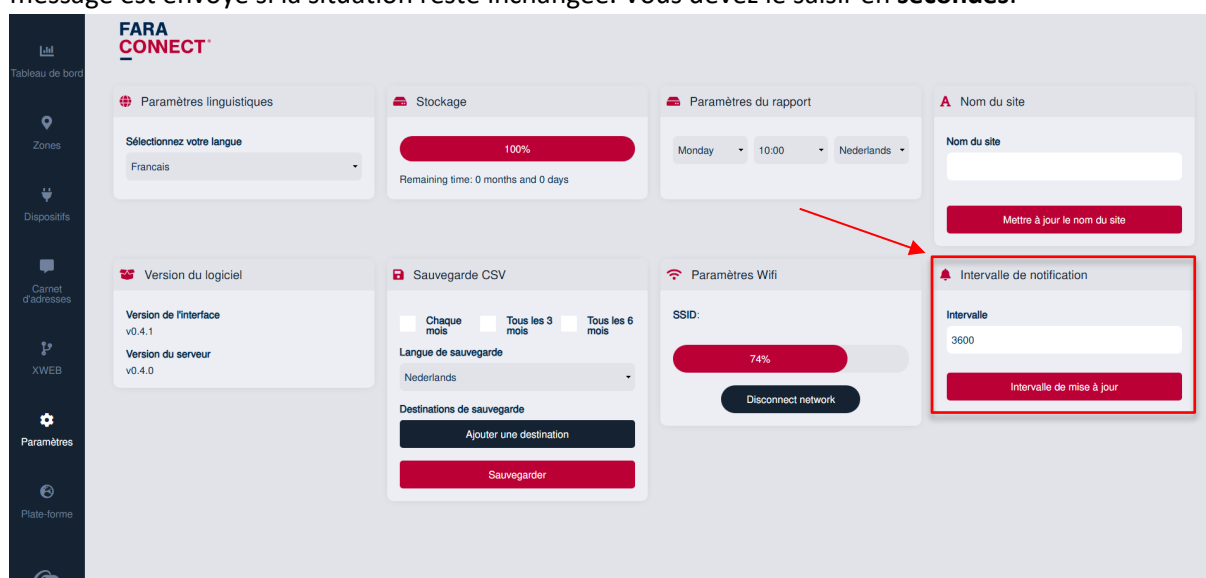 message est envoyé si la situation reste inchangée. Vous devez le saisir en secondes.
FARA
CONNECT
Tableau de bord
Zones
Dispositifs
Carnet
d'adresses
XWEB
Paramètres
Plate-forme
Paramètres linguistiques
Sélectionnez votre langue
Francais
Stockage
100%
Remaining time: 0 months and 0 days
Paramètres du rapport
Monday 10:00 Nederlands
A Nom du site
Nom du site
Mettre à jour le nom du site
Version du logiciel
Version de l'interface
v0.4.1
Version du serveur
v0.4.0
Sauvegarde CSV
Chaque mois
Tous les 3 mois
Tous les 6 mois
Langue de sauvegarde
Nederlands
Destinations de sauvegarde
Ajouter une destination
Sauvegarder
Paramètres Wifi
SSID:
74%
Disconnect network
Intervalle de notification
Intervalle
3600
Intervalle de mise à jour